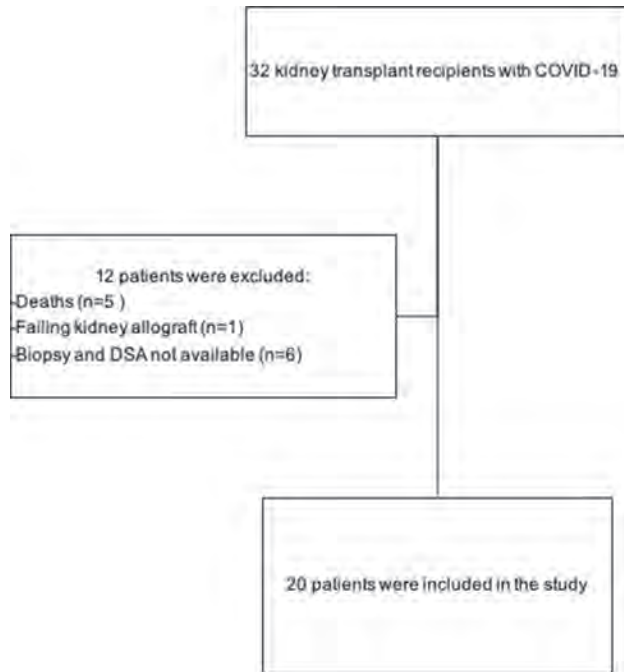 32 kidney transplant recipients with COVID-19
12 patients were excluded:
-Deaths (n=5 )
-Failing kidney allograft (n=1)
-Biopsy and DSA not available (n=6)
20 patients were included in the study